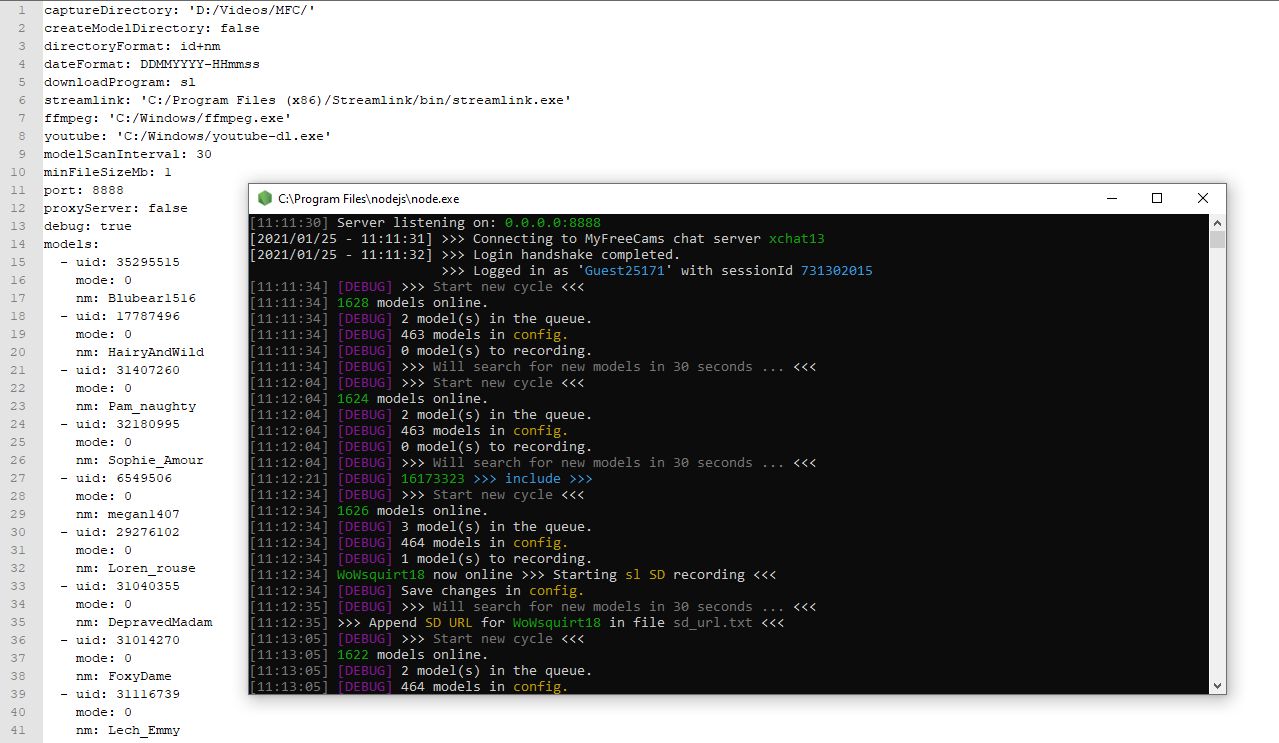 1 captureDirectory: 'D:/Videos/MFC/'
2 createModelDirectory: false
3 directoryFormat: id+nm
4 dateFormat: DDMMYYYY-HHmmss
5 downloadProgram: sl
6 streamlink: 'C:/Program Files (x86)/Streamlink/bin/streamlink.exe'
7 ffmpeg: 'C:/Windows/ffmpeg.exe'
8 youtube: 'C:/Windows/youtube-dl.exe'
9 modelScanInterval: 30
10 minFileSizeMb: 1
11 port: 8888
12 proxyServer: false
13 debug: true
14 models:
15 - uid: 35295515
16 mode: 0
17 nm: Blubear1516
18 - uid: 17787496
19 mode: 0
20 nm: HairyAndWild
21 - uid: 31407260
22 mode: 0
23 nm: Pam_naughty
24 - uid: 32180995
25 mode: 0
26 nm: Sophie_Amour
27 - uid: 6549506
28 mode: 0
29 nm: megan1407
30 - uid: 29276102
31 mode: 0
32 nm: Loren_rouse
33 - uid: 31040355
34 mode: 0
35 nm: DepravedMadam
36 - uid: 31014270
37 mode: 0
38 nm: FoxyDame
39 - uid: 31116739
40 mode: 0
41 nm: Lech_Emmy
C:\Program Files\nodejs\node.exe
[11:11:30] Server listening on: 0.0.0.0:8888
[2021/01/25 - 11:11:31] >>> Connecting to MyFreeCams chat server xchat13
[2021/01/25 - 11:11:32] >>> Login handshake completed.
>>> Logged in as 'Guest25171' with sessionId 731302015
[11:11:34] [DEBUG] >>> Start new cycle <<<
[11:11:34] 1628 models online.
[11:11:34] [DEBUG] 2 model(s) in the queue.
[11:11:34] [DEBUG] 463 models in config.
[11:11:34] [DEBUG] 0 model(s) to recording.
[11:11:34] [DEBUG] >>> Will search for new models in 30 seconds ... <<<
[11:12:04] [DEBUG] >>> Start new cycle <<<
[11:12:04] 1624 models online.
[11:12:04] [DEBUG] 2 model(s) in the queue.
[11:12:04] [DEBUG] 463 models in config.
[11:12:04] [DEBUG] 0 model(s) to recording.
[11:12:04] [DEBUG] >>> Will search for new models in 30 seconds ... <<<
[11:12:21] [DEBUG] 16173323 >>> include >>>
[11:12:34] [DEBUG] >>> Start new cycle <<<
[11:12:34] 1626 models online.
[11:12:34] [DEBUG] 3 model(s) in the queue.
[11:12:34] [DEBUG] 464 models in config.
[11:12:34] [DEBUG] 1 model(s) to recording.
[11:12:34] WoWsquirt18 now online >>> Starting sl SD recording <<<
[11:12:34] [DEBUG] Save changes in config.
[11:12:35] [DEBUG] >>> Will search for new models in 30 seconds ... <<<
[11:12:35] >>> Append SD URL for WoWsquirt18 in file sd_url.txt <<<
[11:13:05] [DEBUG] >>> Start new cycle <<<
[11:13:05] 1622 models online.
[11:13:05] [DEBUG] 2 model(s) in the queue.
[11:13:05] [DEBUG] 464 models in config.